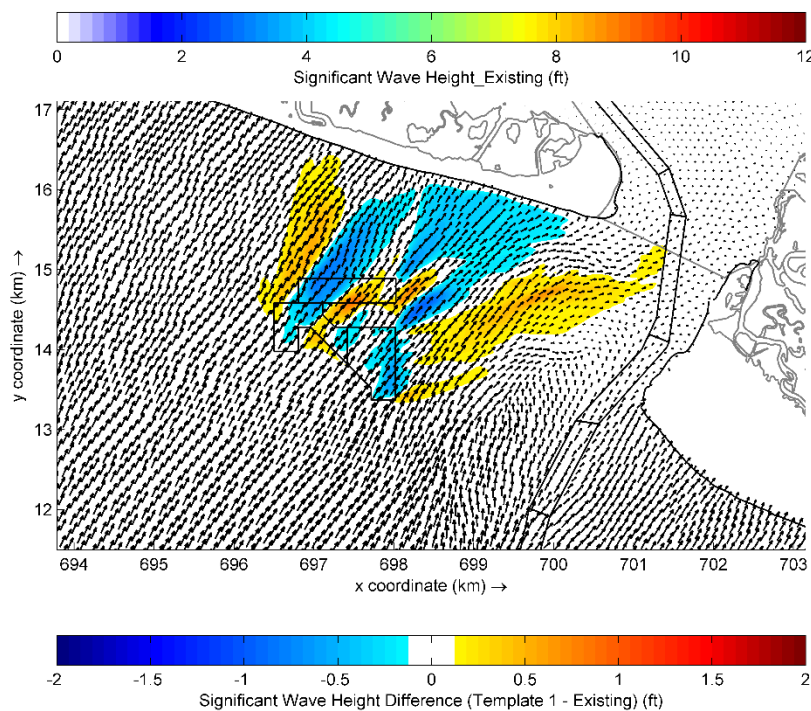 0 2 4 6 8 10 12
Significant Wave Height_Existing (ft)
17
16
15
14
13
12
y coordinate (km) →
694 695 696 697 698 699 700 701 702 703
x coordinate (km) →
-2 -1.5 -1 -0.5 0 0.5 1 1.5 2
Significant Wave Height Difference (Template 1 - Existing) (ft)